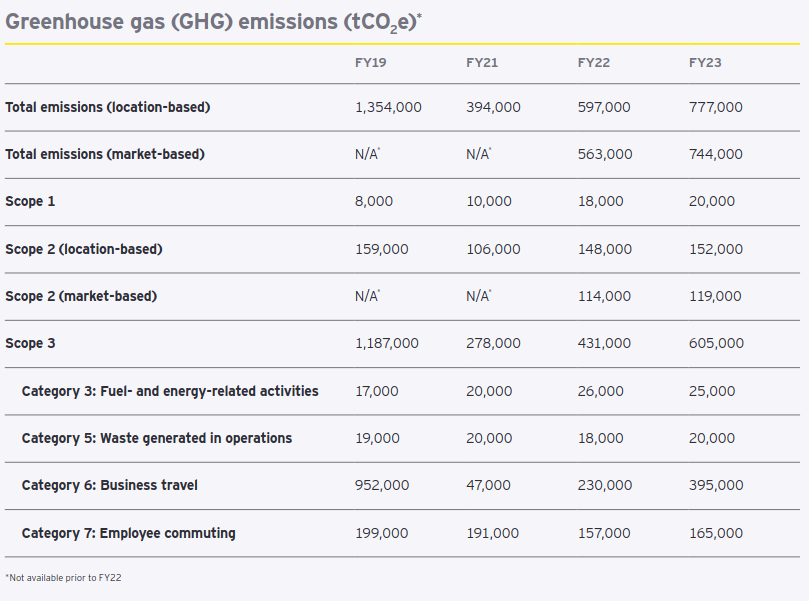 Greenhouse gas (GHG) emissions (tCO₂e)*
FY19 FY21 FY22 FY23
Total emissions (location-based) 1,354,000 394,000 597,000 777,000
Total emissions (market-based) N/A* N/A* 563,000 744,000
Scope 1 8,000 10,000 18,000 20,000
Scope 2 (location-based) 159,000 106,000 148,000 152,000
Scope 2 (market-based) N/A* N/A* 114,000 119,000
Scope 3 1,187,000 278,000 431,000 605,000
Category 3: Fuel- and energy-related activities 17,000 20,000 26,000 25,000
Category 5: Waste generated in operations 19,000 20,000 18,000 20,000
Category 6: Business travel 952,000 47,000 230,000 395,000
Category 7: Employee commuting 199,000 191,000 157,000 165,000
*Not available prior to FY22